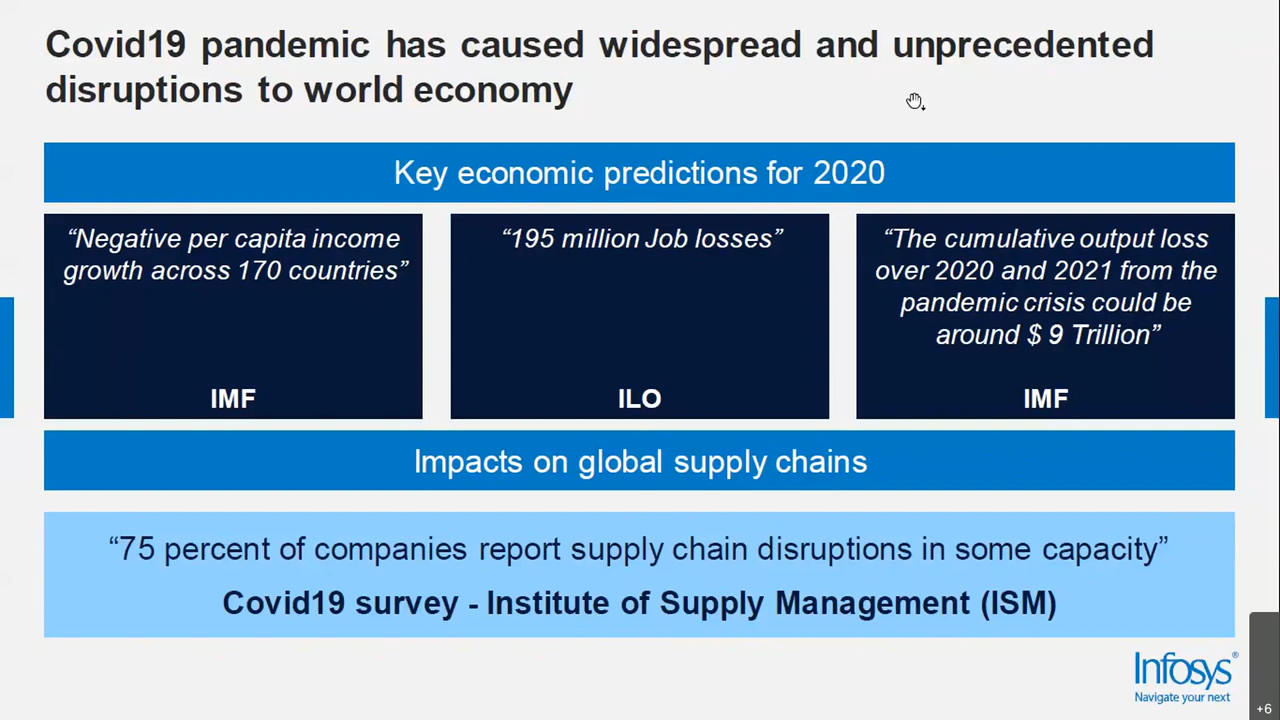 Covid19 pandemic has caused widespread and unprecedented
disruptions to world economy
Key economic predictions for 2020
“Negative per capita income
growth across 170 countries”
IMF
“195 million Job losses”
ILO
“The cumulative output loss
over 2020 and 2021 from the
pandemic crisis could be
around $ 9 Trillion”
IMF
Impacts on global supply chains
“75 percent of companies report supply chain disruptions in some capacity”
Covid19 survey - Institute of Supply Management (ISM)
Infosys®
Navigate your next
+6